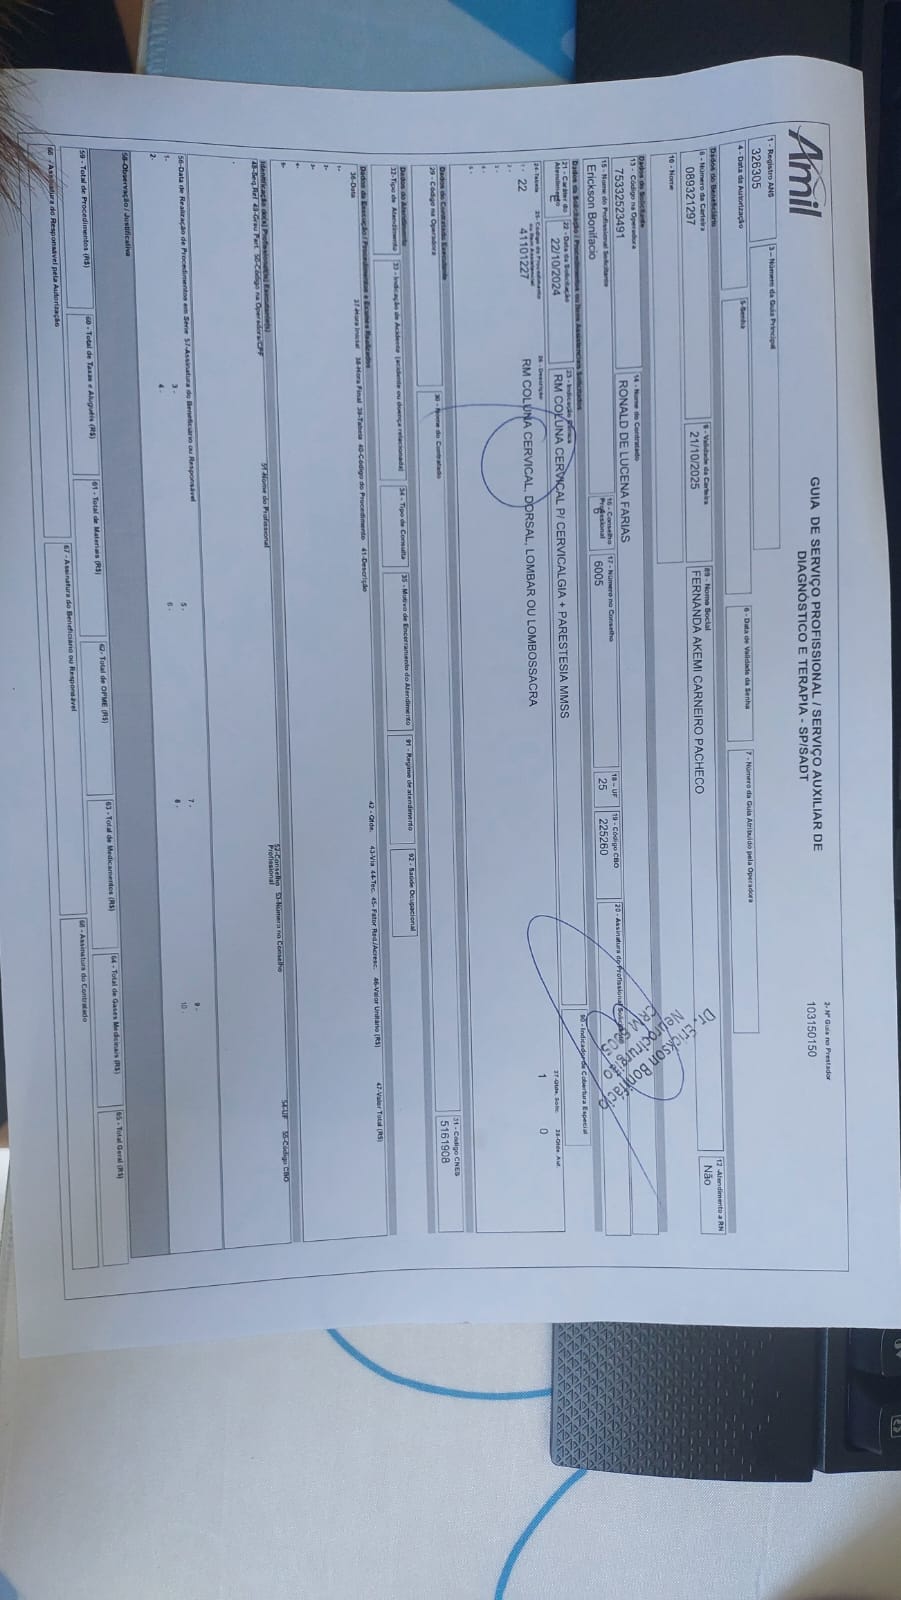 Amil
GUIA DE SERVIÇO PROFISSIONAL / SERVIÇO AUXILIAR DE
DIAGNÓSTICO E TERAPIA - SP/SADT
2- Nº Guia no Prestador
103150150
1 - Registro ANS
326305
3 - Número da Guia Principal
4 - Data da Autorização
5-Senha
6 - Data de Validade da Senha
7 - Número da Guia Atribuído pela Operadora
Dados do Beneficiário
8 - Número da Carteira
089321297
9 - Validade da Carteira
21/10/2025
89 - Nome Social
FERNANDA AKEMI CARNEIRO PACHECO
12 - Atendimento a RN
Não
10 - Nome
Dados do Solicitante
13 - Código na Operadora
75332523491
14 - Nome do Contratado
RONALD DE LUCENA FARIAS
15 - Nome do Profissional Solicitante
Erickson Bonifacio
16 - Conselho Profissional
6
17 - Número no Conselho
6005
18 - UF
25
19 - Código CBO
225260
20 - Assinatura do Profissional Solicitante
Dr. Erickson Bonifácio
Neurocirurgião
Dados da Solicitação / Procedimentos ou Itens Assistenciais Solicitados
21 - Caráter do Atendimento
22 - Data da Solicitação
22/10/2024
23 - Indicação Clínica
RM COLUNA CERVICAL P/ CERVICALGIA + PARESTESIA MMSS
90 - Indicador de Cobertura Especial
24-Tabela
25- Código do Procedimento
26 - Descrição
27-Qtde. Solic.
28-Qtde. Aut.
1 - 22 41101227 RM COLUNA CERVICAL, DORSAL, LOMBAR OU LOMBOSSACRA 1 0
2 -
3 -
4 -
5 -
Dados do Contratado Executante
29 - Código na Operadora
30 - Nome do Contratado
31 - Código CNES
5161908
Dados do Atendimento
32-Tipo de Atendimento
33 - Indicação de Acidente (acidente ou doença relacionada)
34 - Tipo de Consulta
35 - Motivo de Encerramento do Atendimento
91 - Regime de atendimento
92 - Saúde Ocupacional
Dados da Execução / Procedimentos e Exames Realizados
36-Data 37-Hora Inicial 38-Hora Final 39-Tabela 40-Código do Procedimento 41-Descrição 42 - Qtde. 43-Via 44-Tec. 45- Fator Red./Acresc. 46-Valor Unitário (R$) 47-Valor Total (R$)
1-
2-
3-
4-
5-
Identificação do(s) Profissional(is) Executante(s)
48-Seq.Ref 49-Grau Part. 50-Código na Operadora/CPF 51-Nome do Profissional 52-Conselho Profissional 53-Número no Conselho 54-UF 55-Código CBO
56-Data de Realização de Procedimentos em Série 57-Assinatura do Beneficiário ou Responsável
1- 3 - 5 - 7 - 9 -
2- 4 - 6 - 8 - 10 -
58-Observação / Justificativa
59 - Total de Procedimentos (R$)
60 - Total de Taxas e Aluguéis (R$)
61 - Total de Materiais (R$)
62- Total de OPME (R$)
63 - Total de Medicamentos (R$)
64 - Total de Gases Medicinais (R$)
65 - Total Geral (R$)
66 - Assinatura do Responsável pela Autorização
67 - Assinatura do Beneficiário ou Responsável
68 - Assinatura do Contratado